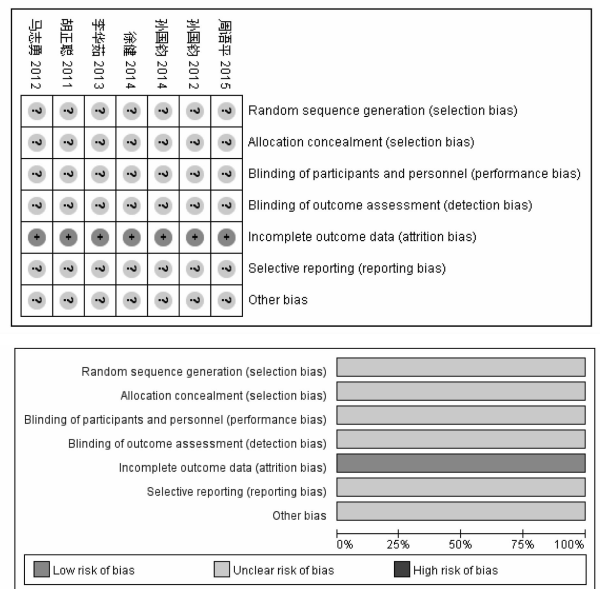 马志勇 2012
胡正聪 2011
李华茹 2013
徐健 2014
孙国钧 2014
孙国钧 2012
周语平 2015
? ? ? ? ? ? ? Random sequence generation (selection bias)
? ? ? ? ? ? ? Allocation concealment (selection bias)
? ? ? ? ? ? ? Blinding of participants and personnel (performance bias)
? ? ? ? ? ? ? Blinding of outcome assessment (detection bias)
+ + + + + + + Incomplete outcome data (attrition bias)
? ? ? ? ? ? ? Selective reporting (reporting bias)
? ? ? ? ? ? ? Other bias
Random sequence generation (selection bias)
Allocation concealment (selection bias)
Blinding of participants and personnel (performance bias)
Blinding of outcome assessment (detection bias)
Incomplete outcome data (attrition bias)
Selective reporting (reporting bias)
Other bias
0% 25% 50% 75% 100%
Low risk of bias Unclear risk of bias High risk of bias